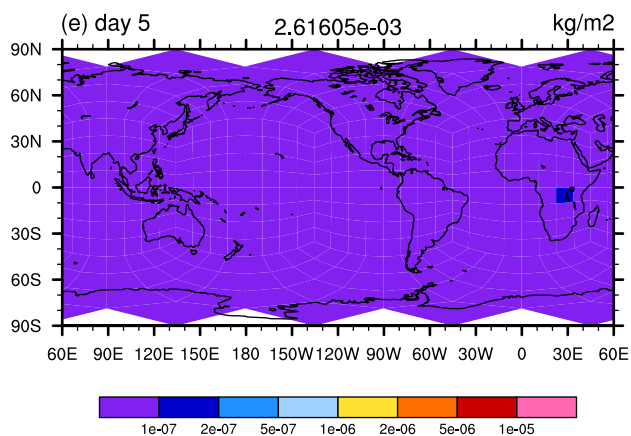 (e) day 5 2.61605e-03 kg/m2
90N
60N
30N
0
30S
60S
90S
60E 90E 120E 150E 180 150W 120W 90W 60W 30W 0 30E 60E
1e-07 2e-07 5e-07 1e-06 2e-06 5e-06 1e-05